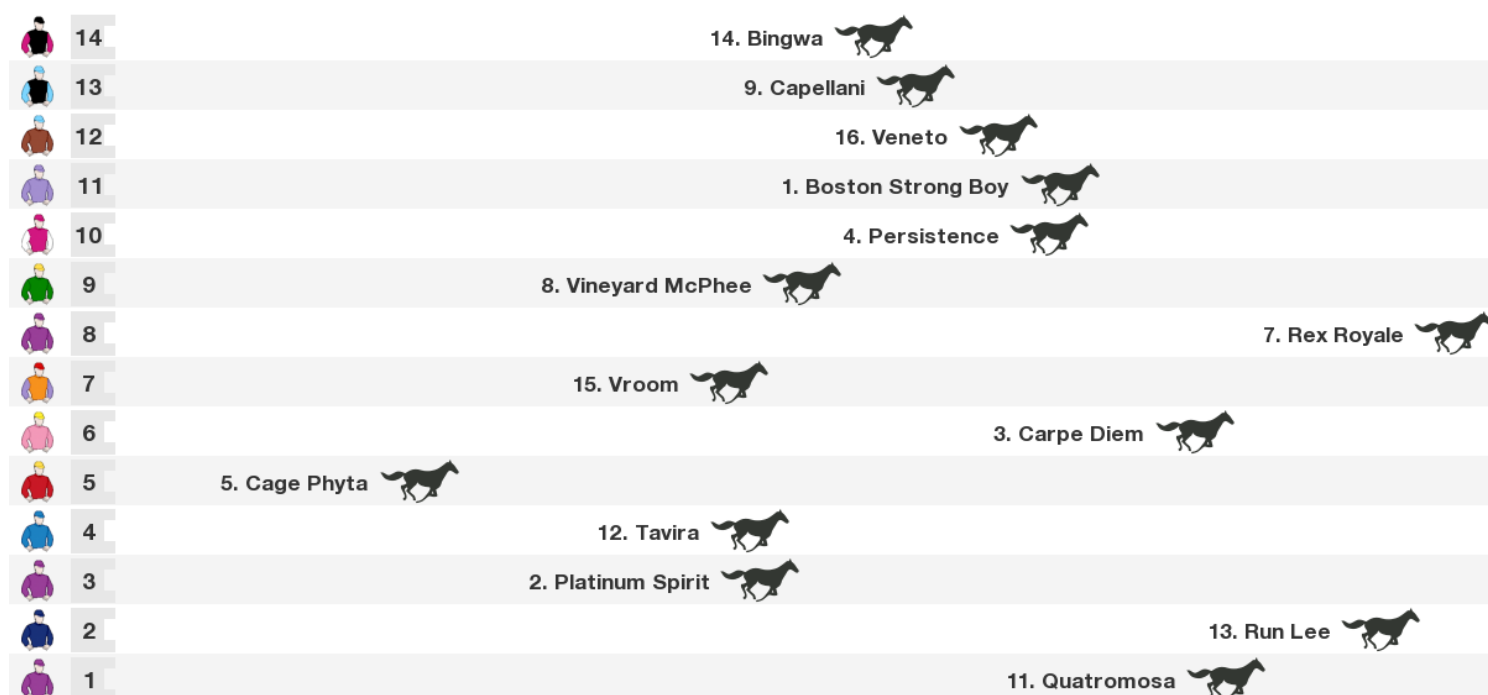 14 14. Bingwa
13 9. Capellani
12 16. Veneto
11 1. Boston Strong Boy
10 4. Persistence
9 8. Vineyard McPhee
8 7. Rex Royale
7 15. Vroom
6 3. Carpe Diem
5 5. Cage Phyta
4 12. Tavira
3 2. Platinum Spirit
2 13. Run Lee
1 11. Quatromosa